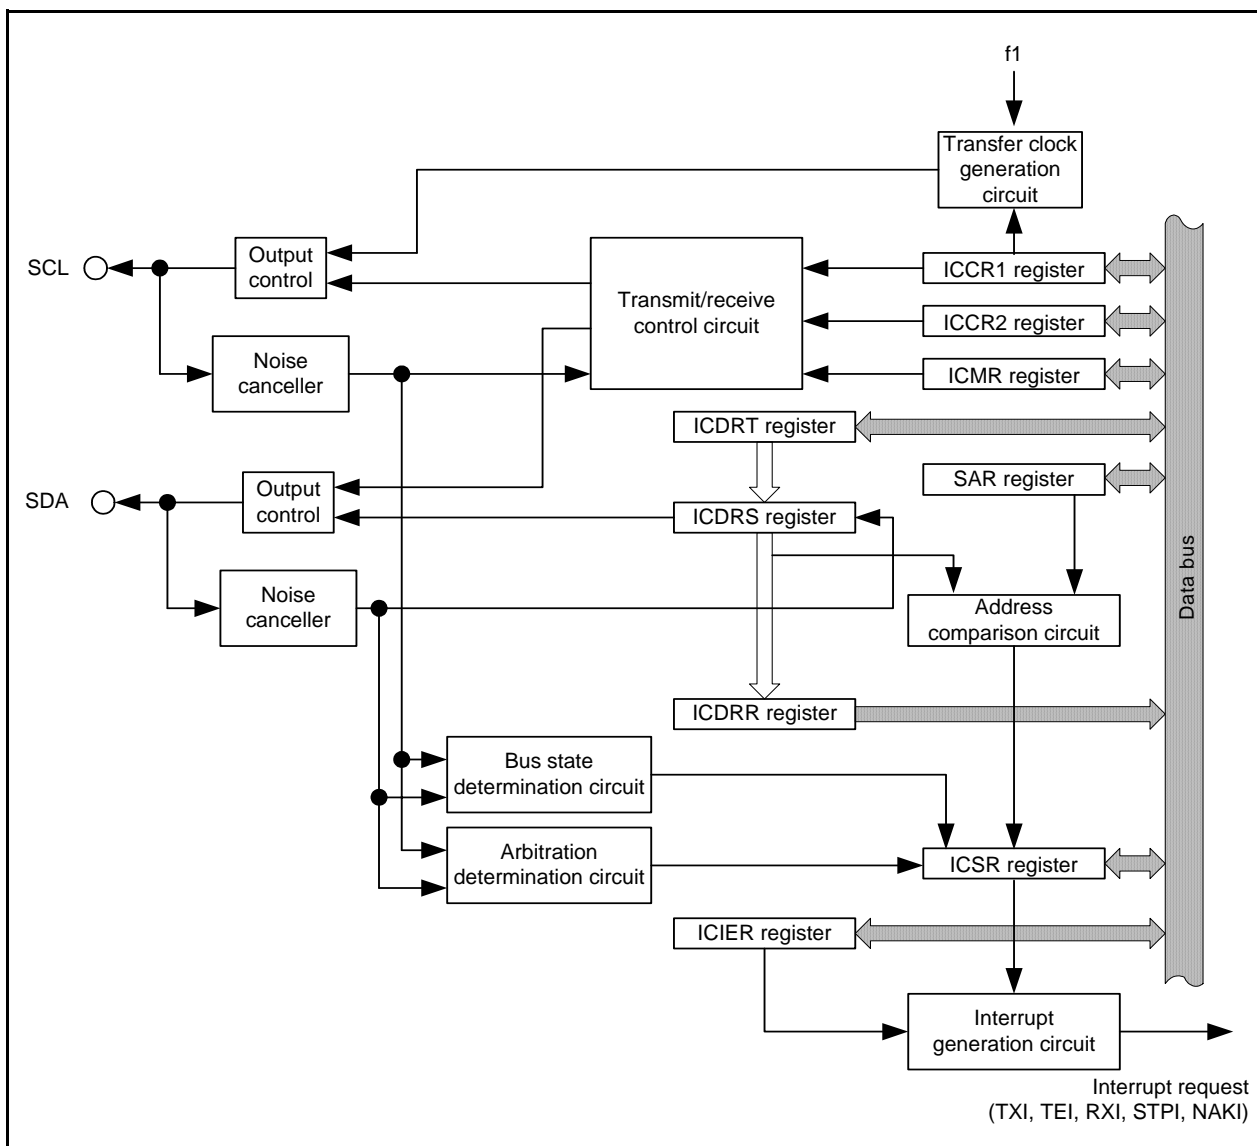 f1
Transfer clock
generation
circuit
SCL
Output
control
Transmit/receive
control circuit
ICCR1 register
ICCR2 register
Noise
canceller
ICMR register
ICDRT register
SAR register
SDA
Output
control
ICDRS register
Data bus
Noise
canceller
Address
comparison circuit
ICDRR register
Bus state
determination circuit
Arbitration
determination circuit
ICSR register
ICIER register
Interrupt
generation circuit
Interrupt request
(TXI, TEI, RXI, STPI, NAKI)